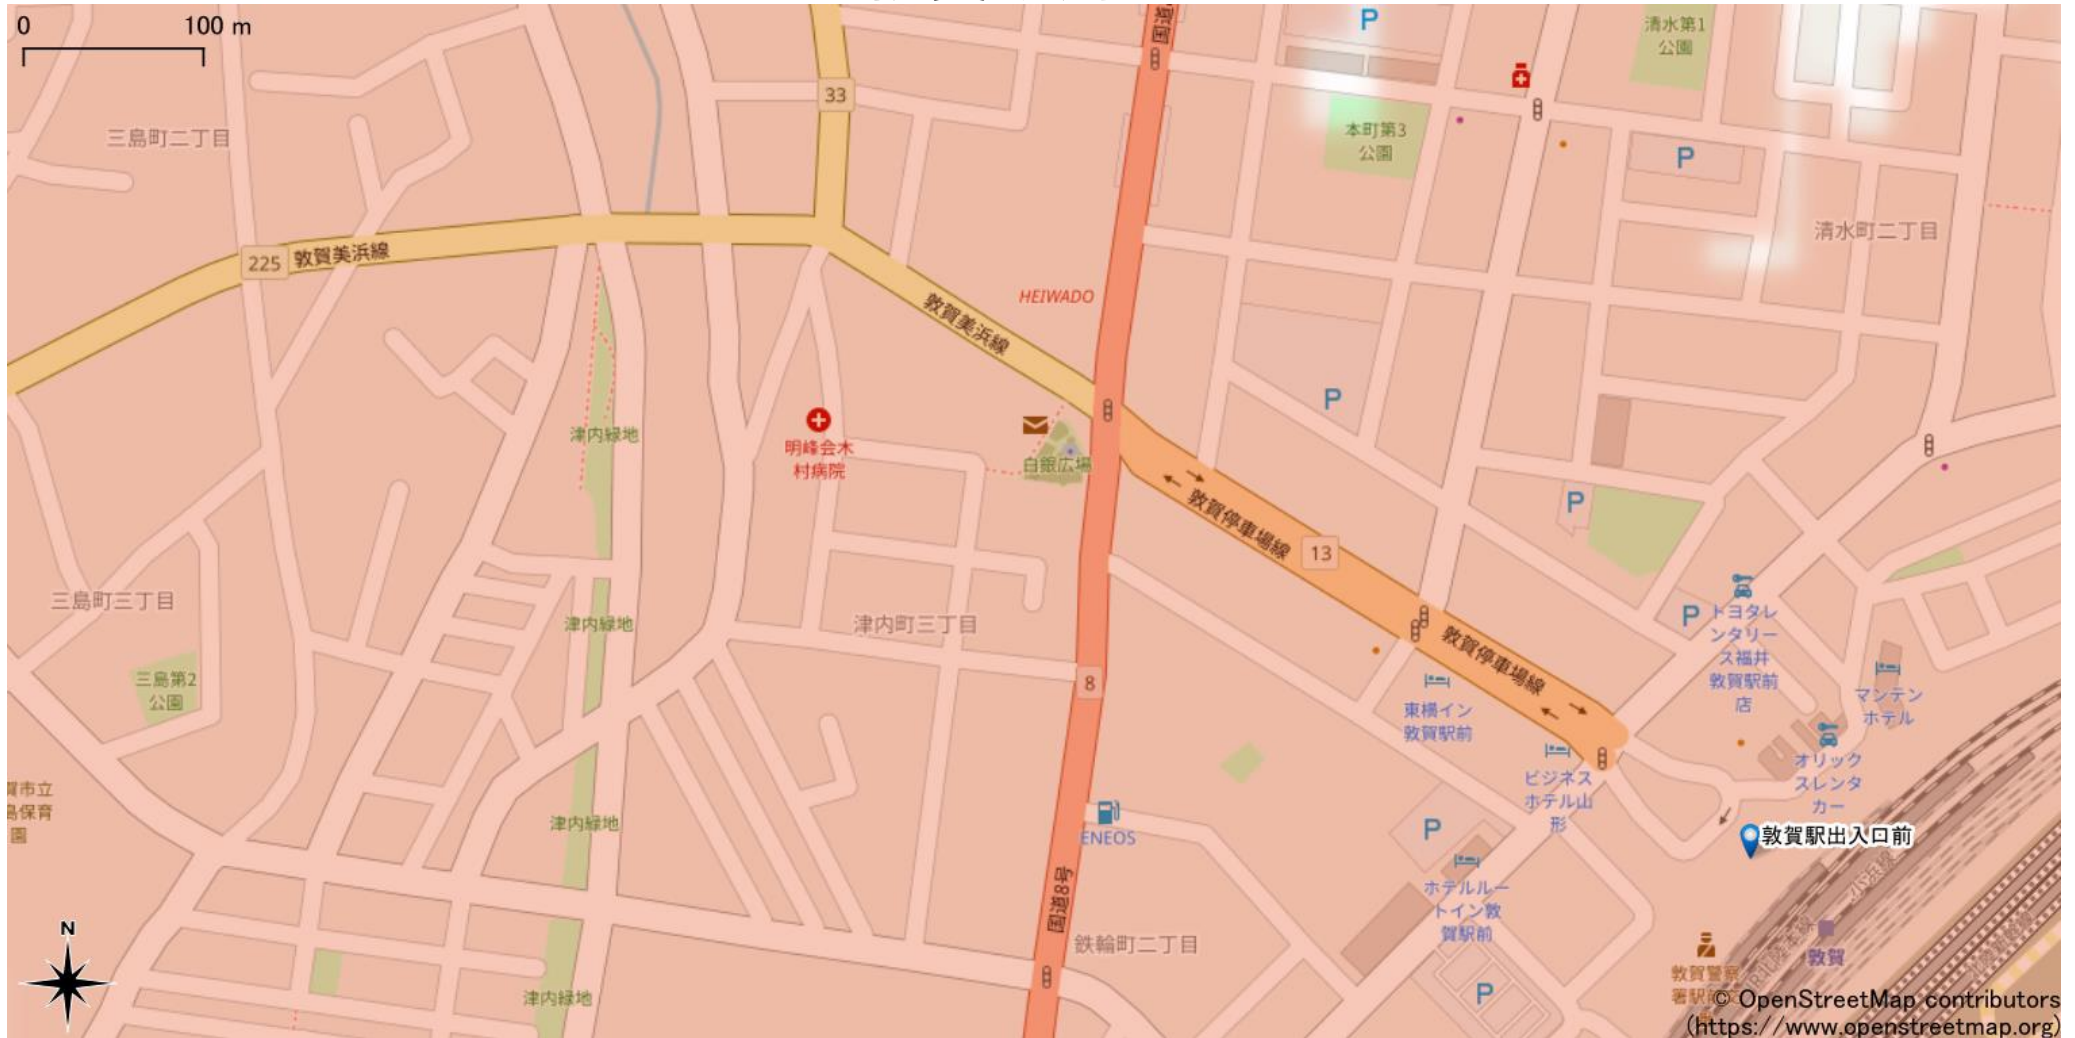 0
100 m
清水第1
公園
33
三島町二丁目
本町第3
公園
清水町二丁目
225
敦賀美浜線
HEIWADO
敦賀美浜線
津内緑地
明峰会木
村病院
白銀広場
敦賀停車場線
13
三島町三丁目
津内緑地
津内町三丁目
トヨタレ
ンタリー
ス福井
敦賀駅前
店
敦賀停車場線
三島第2
公園
8
東横イン
敦賀駅前
マンテン
ホテル
ビジネス
ホテル山
形
オリック
スレンタ
カー
賀市立
島保育
園
津内緑地
ENEOS
敦賀駅出入口前
国道8号
ホテルルー
トイン敦
賀駅前
小浜線
N
鉄輪町二丁目
敦賀
敦賀警察
津内緑地
© OpenStreetMap contributors
(https://www.openstreetmap.org)